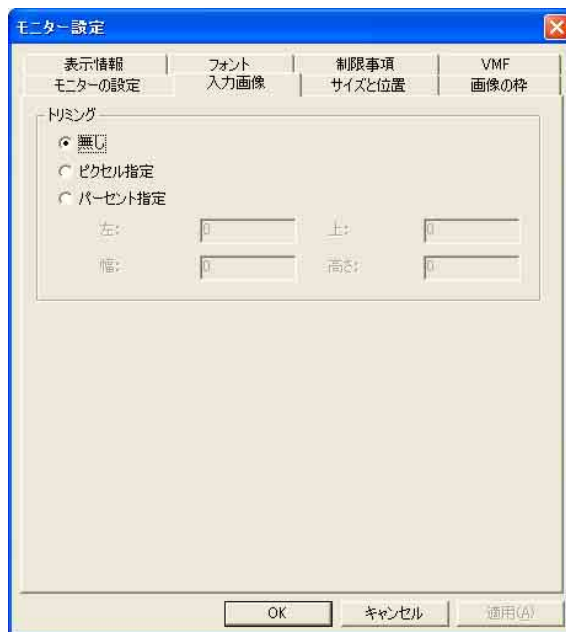 モニター設定
表示情報 フォント 制限事項 VMF
モニターの設定 入力画像 サイズと位置 画像の枠
トリミング
無し
ピクセル指定
パーセント指定
左: 0 上: 0
幅: 0 高さ: 0
OK キャンセル 適用(A)